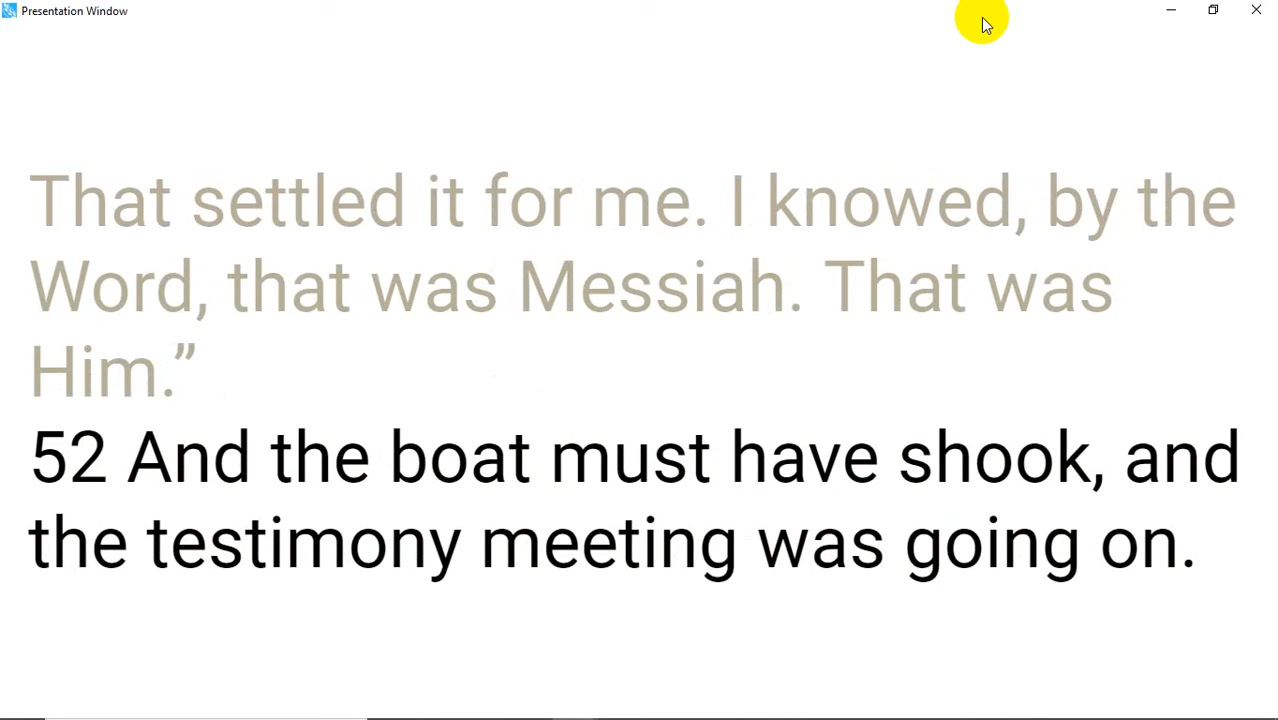 Presentation Window
That settled it for me. I knowed, by the
Word, that was Messiah. That was
Him.”
52 And the boat must have shook, and
the testimony meeting was going on.